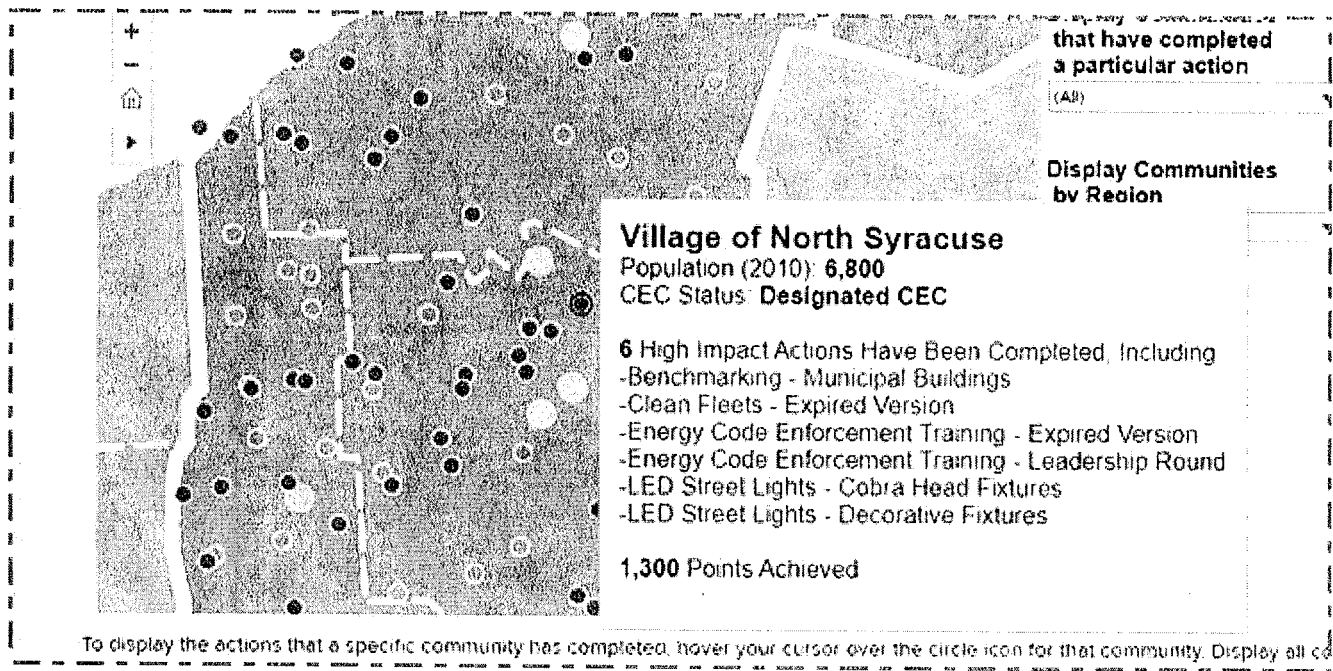 that have completed
a particular action
(All)
Display Communities
by Region
Village of North Syracuse
Population (2010): 6,800
CEC Status: Designated CEC
6 High Impact Actions Have Been Completed, Including
-Benchmarking - Municipal Buildings
-Clean Fleets - Expired Version
-Energy Code Enforcement Training - Expired Version
-Energy Code Enforcement Training - Leadership Round
-LED Street Lights - Cobra Head Fixtures
-LED Street Lights - Decorative Fixtures
1,300 Points Achieved
To display the actions that a specific community has completed, hover your cursor over the circle icon for that community. Display all